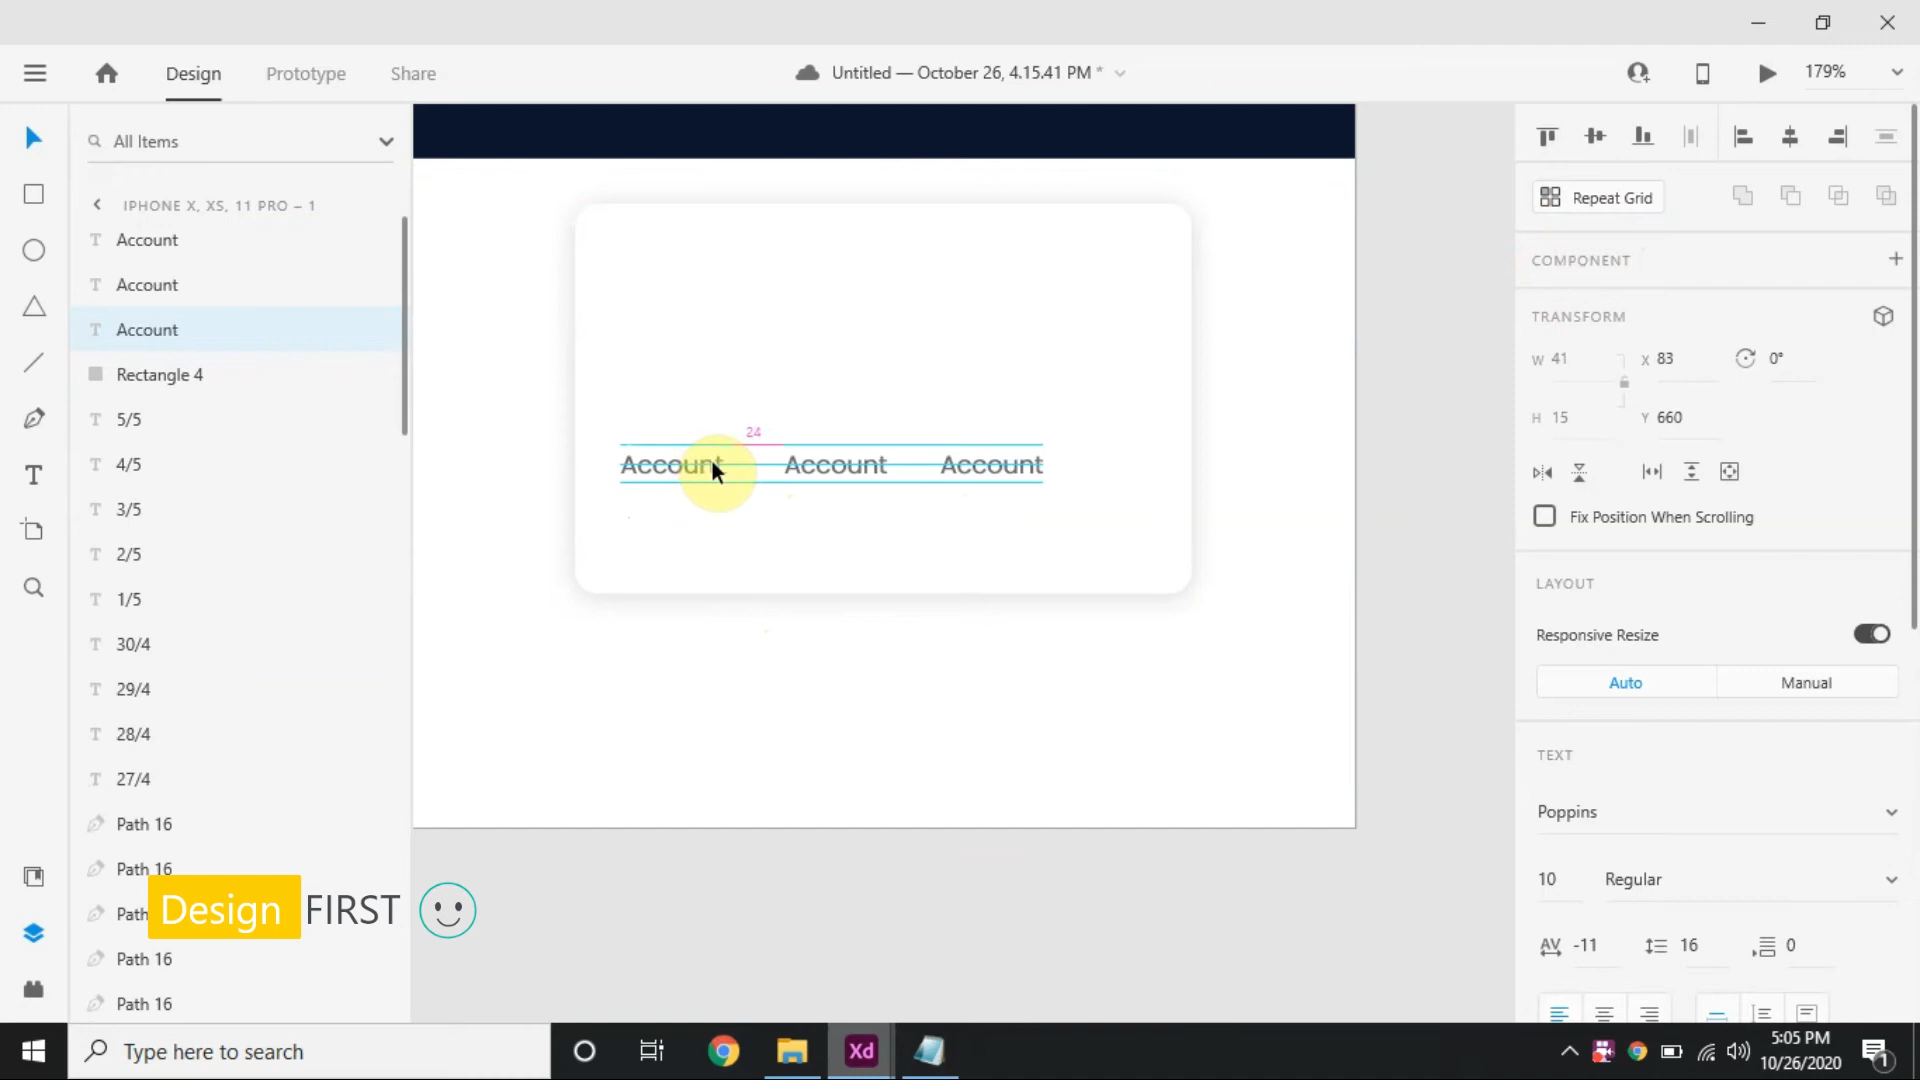 Design Prototype Share
Untitled — October 26, 4.15.41 PM *
179%
All Items
IPHONE X, XS, 11 PRO – 1
T Account
T Account
T Account
Rectangle 4
T 5/5
T 4/5
T 3/5
T 2/5
T 1/5
T 30/4
T 29/4
T 28/4
T 27/4
Path 16
Path 16
Path
Path 16
Path 16
24
Account Account Account
Repeat Grid
COMPONENT
TRANSFORM
W 41 X 83 0°
H 15 Y 660
Fix Position When Scrolling
LAYOUT
Responsive Resize
Auto Manual
TEXT
Poppins
10 Regular
AV -11 16 0
Design FIRST
Type here to search
Xd
5:05 PM
10/26/2020
1